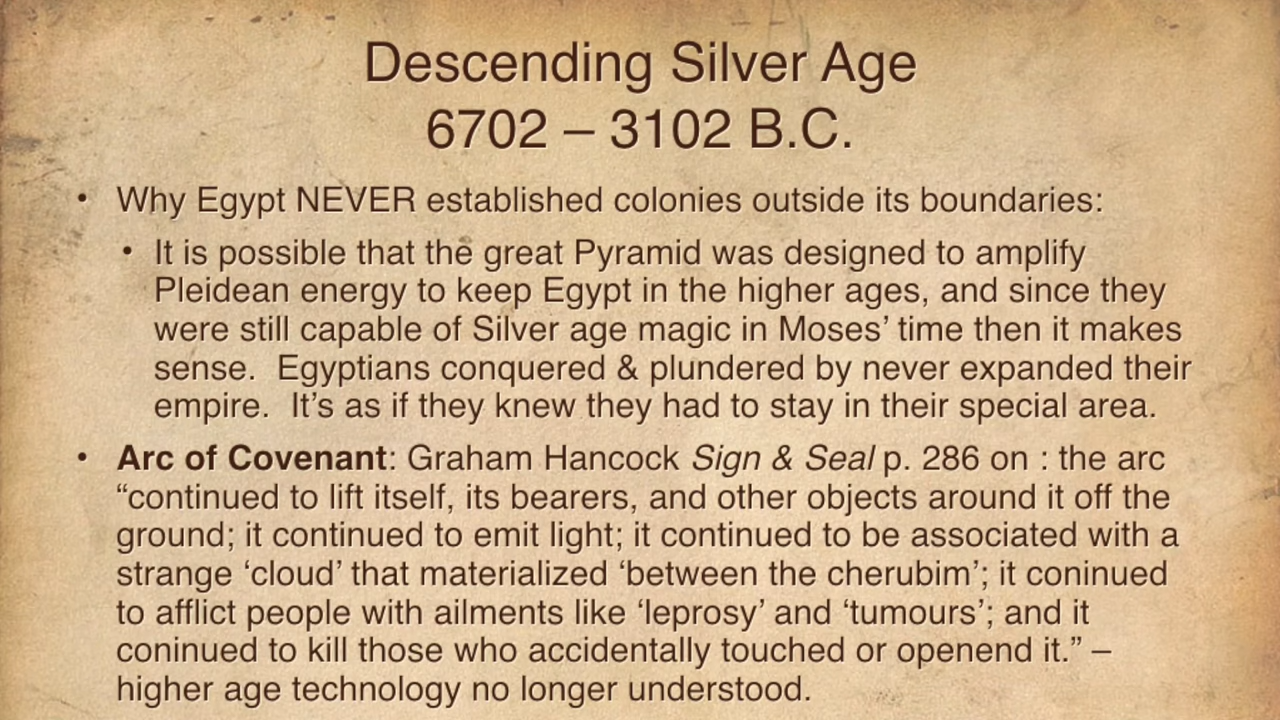 Descending Silver Age
6702 – 3102 B.C.
• Why Egypt NEVER established colonies outside its boundaries:
• It is possible that the great Pyramid was designed to amplify
Pleidean energy to keep Egypt in the higher ages, and since they
were still capable of Silver age magic in Moses’ time then it makes
sense.  Egyptians conquered & plundered by never expanded their
empire.  It’s as if they knew they had to stay in their special area.
• Arc of Covenant: Graham Hancock Sign & Seal p. 286 on : the arc
“continued to lift itself, its bearers, and other objects around it off the
ground; it continued to emit light; it continued to be associated with a
strange ‘cloud’ that materialized ‘between the cherubim’; it coninued
to afflict people with ailments like ‘leprosy’ and ‘tumours’; and it
coninued to kill those who accidentally touched or openend it.” –
higher age technology no longer understood.